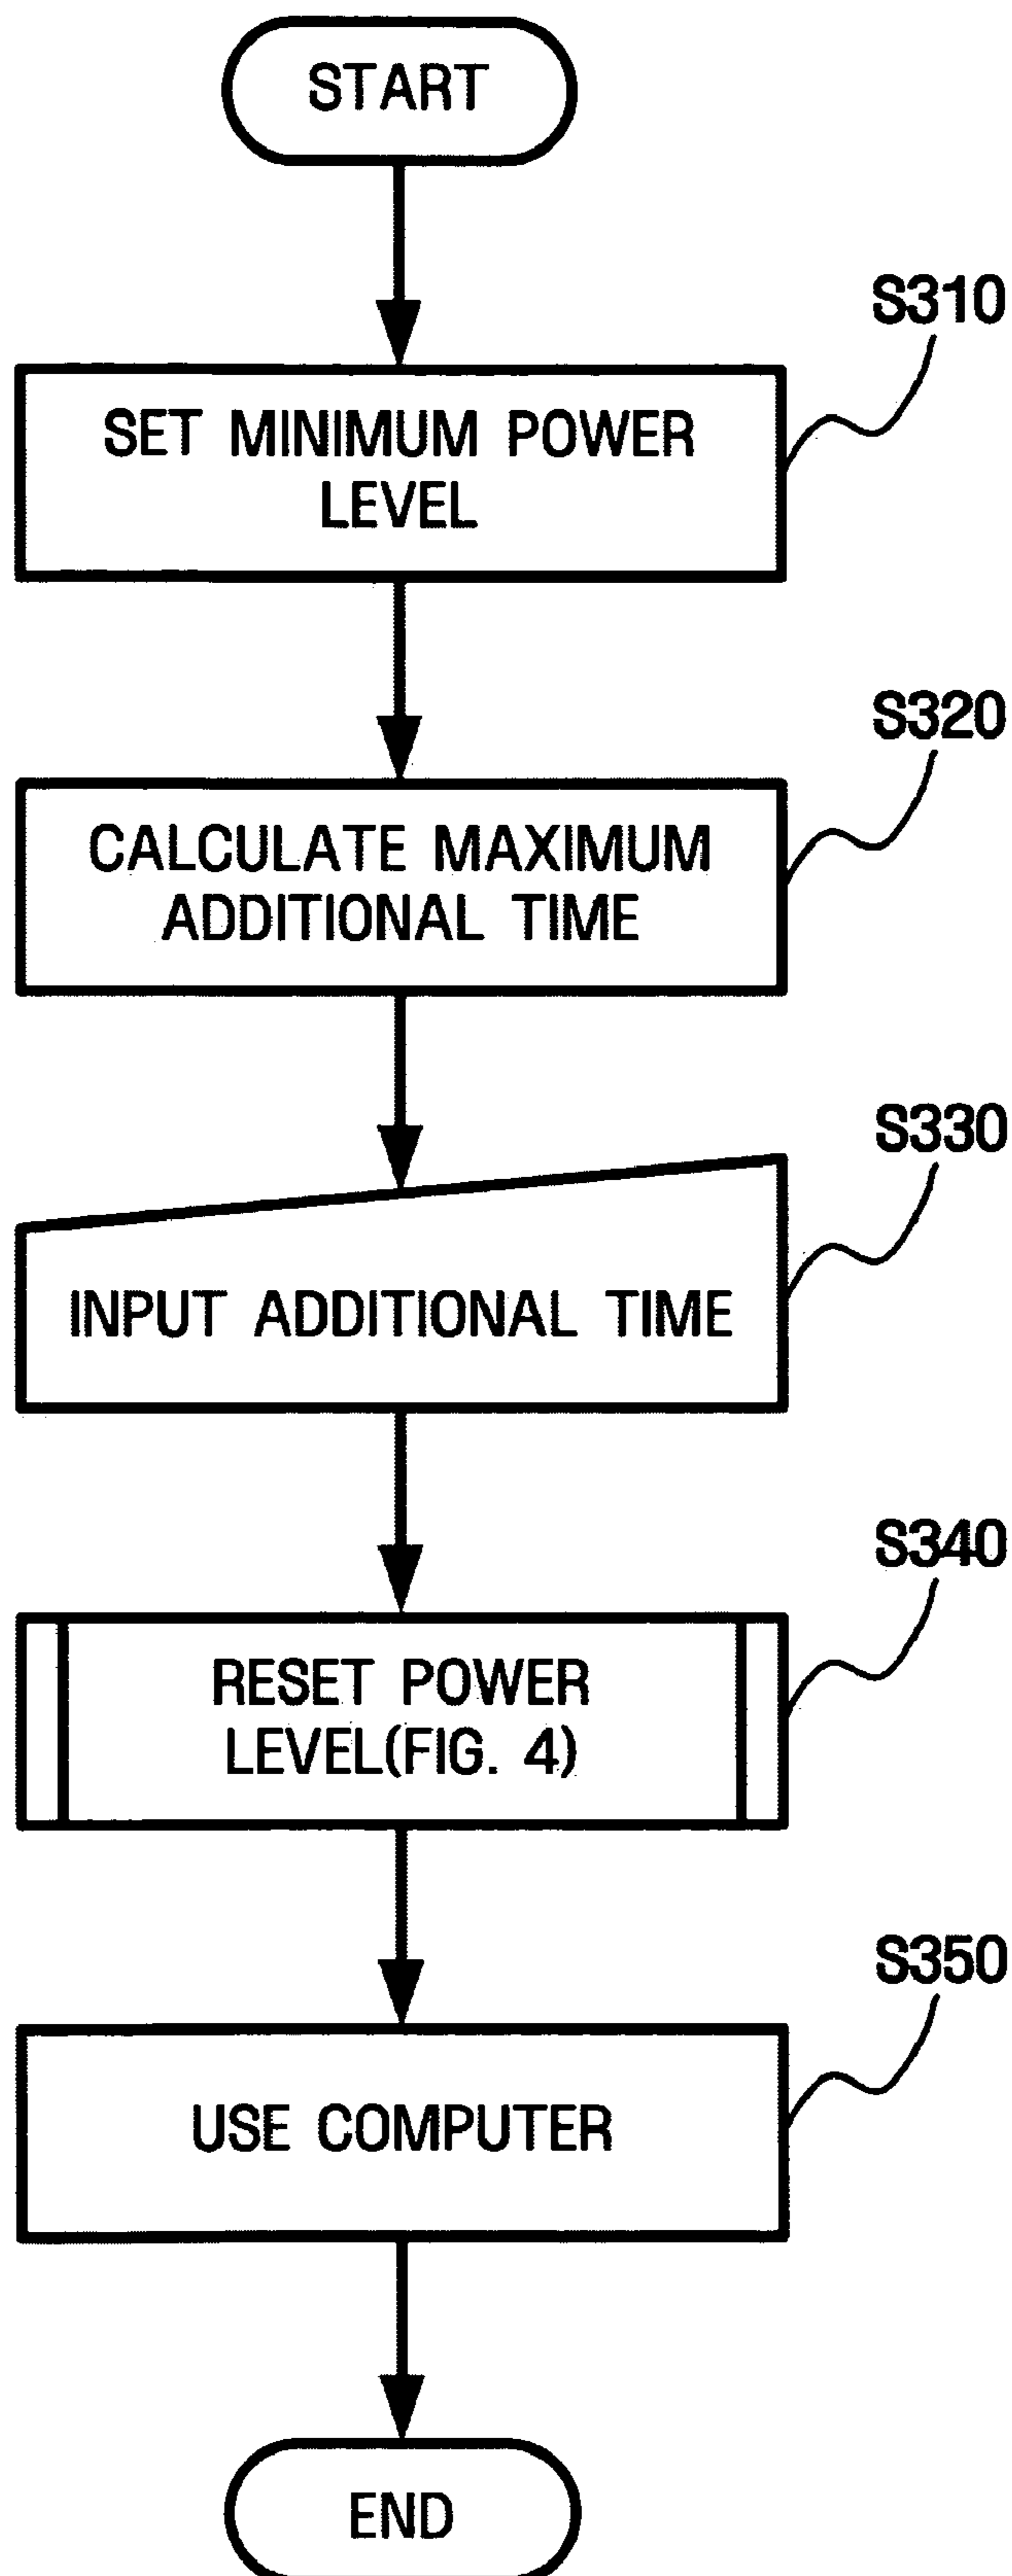 START
S310
SET MINIMUM POWER
LEVEL
S320
CALCULATE MAXIMUM
ADDITIONAL TIME
S330
INPUT ADDITIONAL TIME
S340
RESET POWER
LEVEL(FIG. 4)
S350
USE COMPUTER
END